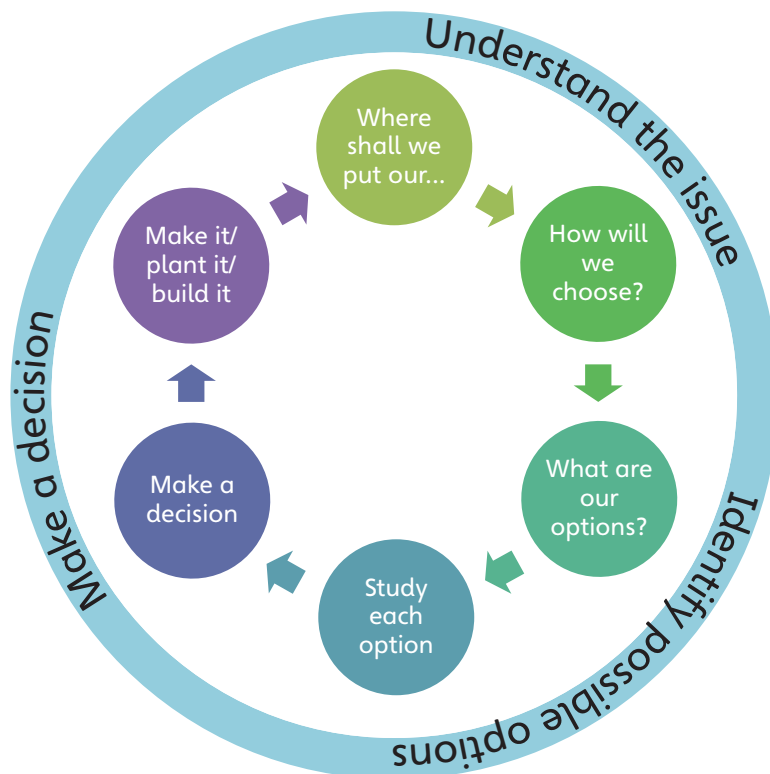 Understand the issue
Where
shall we
put our...
How will
we
choose?
Identify possible options
What are
our
options?
Study
each
option
Make a decision
Make a
decision
Make it/
plant it/
build it